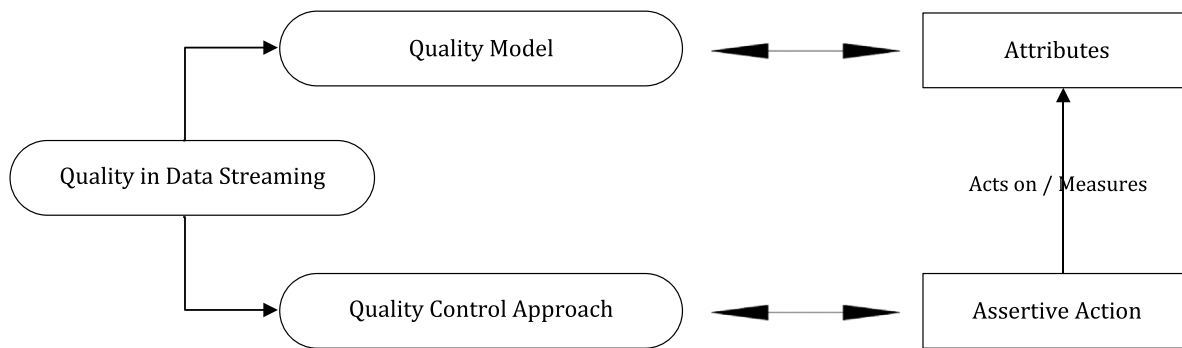 Quality Model
Attributes
Quality in Data Streaming
Acts on / Measures
Quality Control Approach
Assertive Action